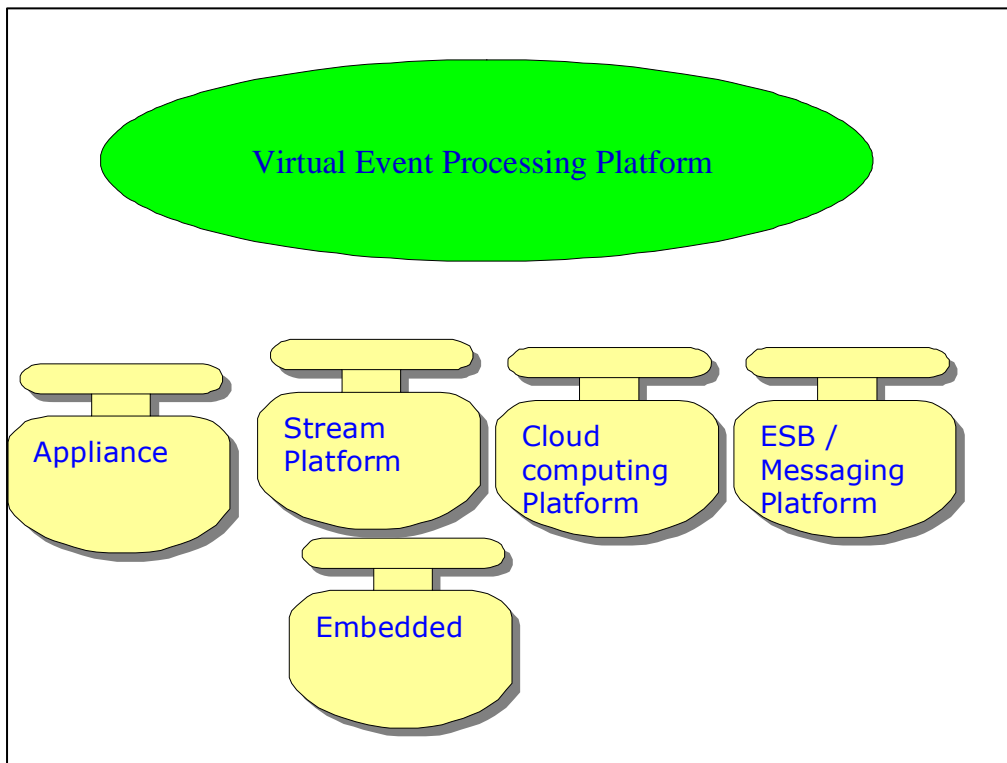 Virtual Event Processing Platform
Appliance
Stream
Platform
Cloud
computing
Platform
ESB /
Messaging
Platform
Embedded